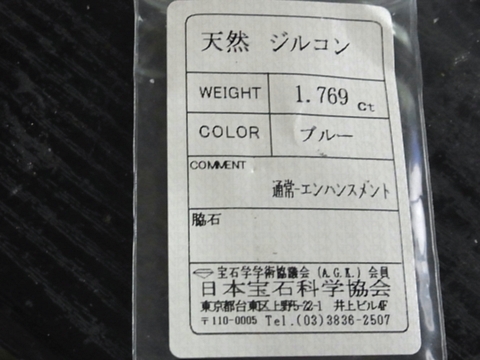 天然 ジルコン
WEIGHT 1.769 ct
COLOR ブルー
COMMENT
通常-エンハンスメント
脇石
宝石学学術協議会 (A.G.K.) 会員
日本宝石科学協会
東京都台東区上野5-22-1 井上ビル4F
〒110-0005 Tel.(03)3836-2507